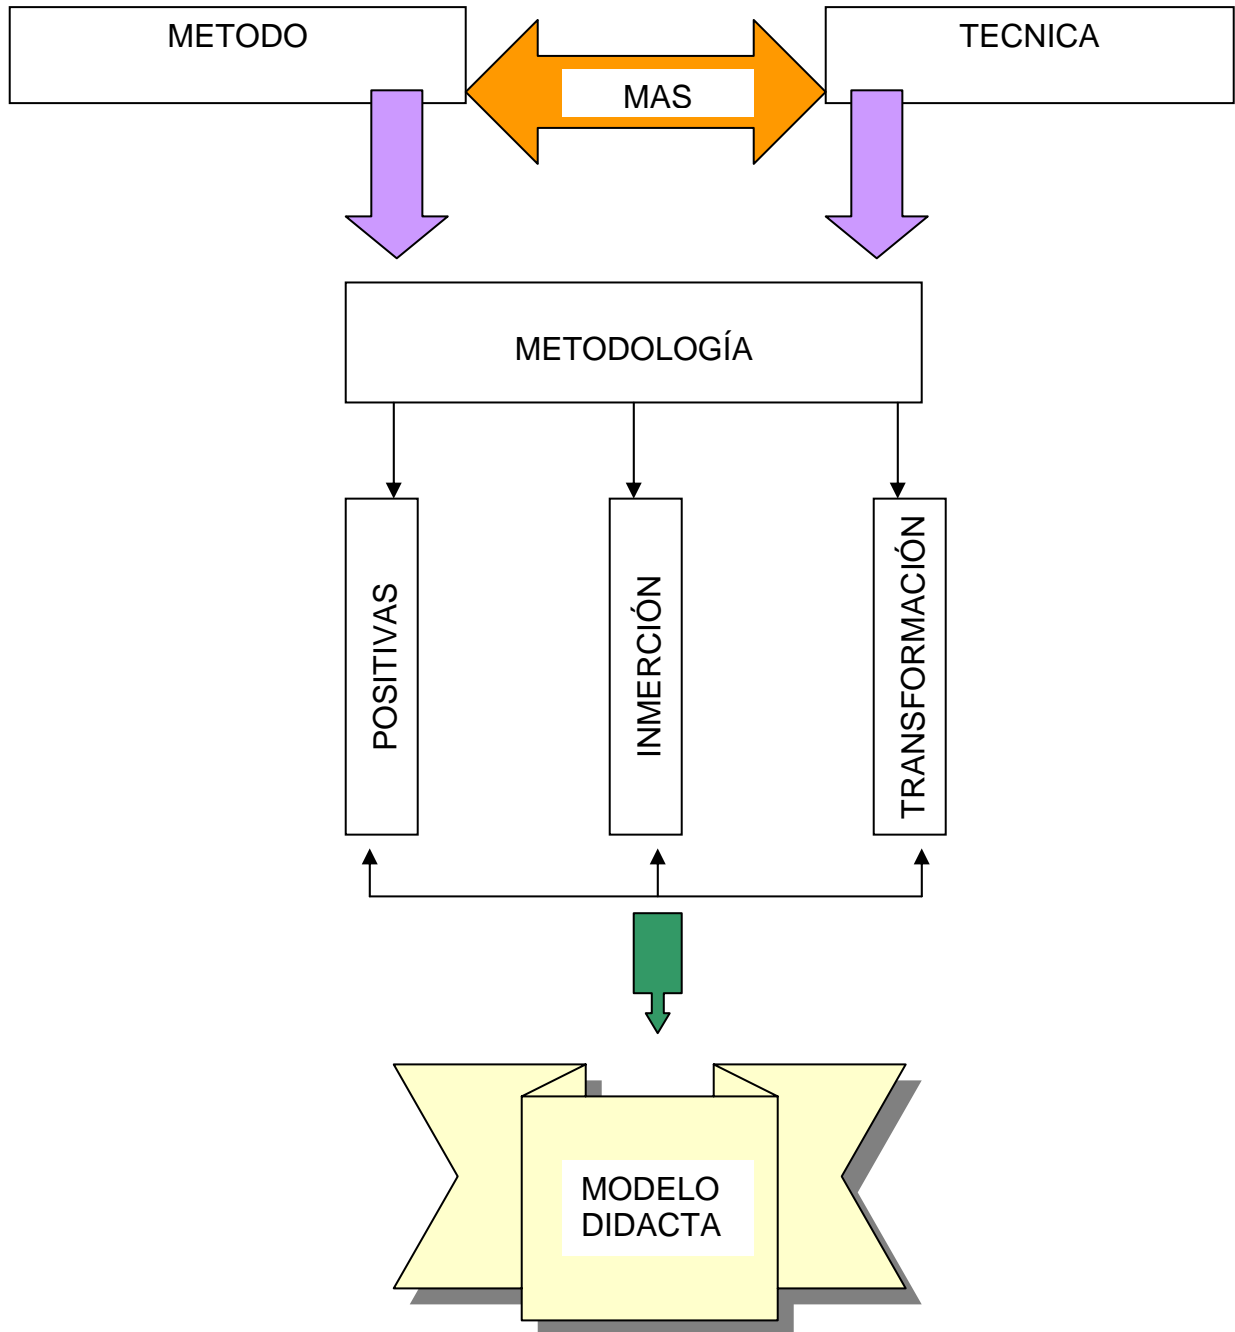 METODO
MAS
TECNICA
METODOLOGÍA
POSITIVAS
INMERCIÓN
TRANSFORMACIÓN
MODELO
DIDACTA